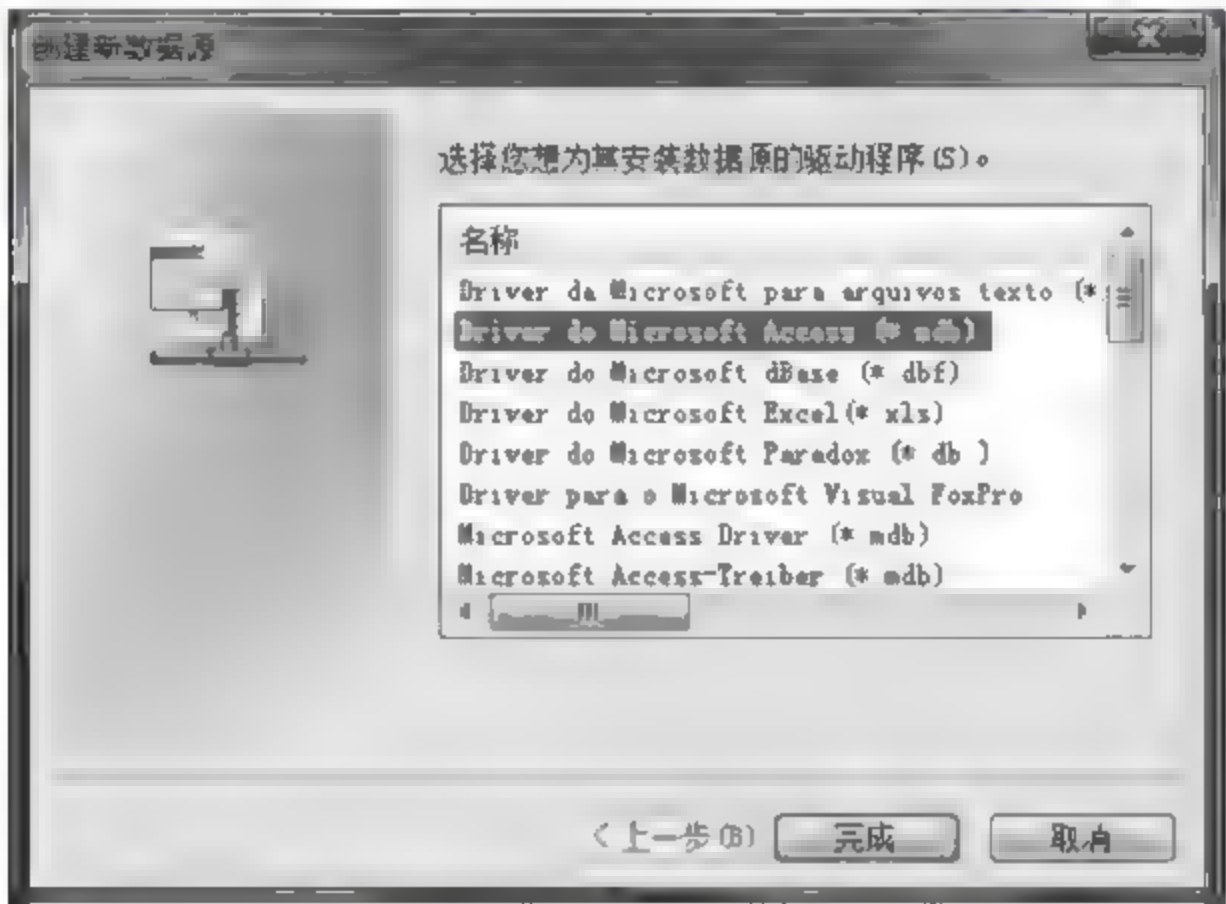 创建新数据源
选择您想为其安装数据源的驱动程序(S)。
名称
Driver da Microsoft para arquivos texto (*.
Driver do Microsoft Access (*.mdb)
Driver do Microsoft dBase (*.dbf)
Driver do Microsoft Excel(*.xls)
Driver do Microsoft Paradox (*.db )
Driver para o Microsoft Visual FoxPro
Microsoft Access Driver (*.mdb)
Microsoft Access-Treiber (*.mdb)
<上一步(B)
完成
取消